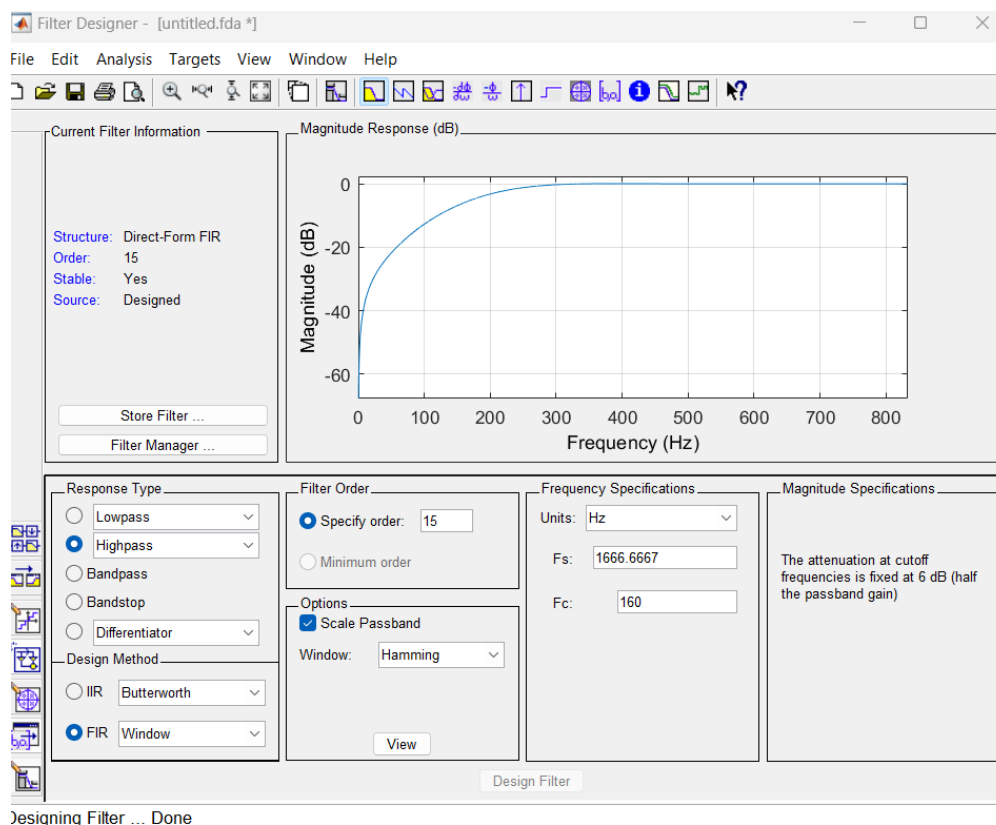 Filter Designer - [untitled.fda *]
File Edit Analysis Targets View Window Help
Current Filter Information
Structure: Direct-Form FIR
Order: 15
Stable: Yes
Source: Designed
Store Filter ...
Filter Manager ...
Magnitude Response (dB)
Magnitude (dB)
0
-20
-40
-60
0 100 200 300 400 500 600 700 800
Frequency (Hz)
Response Type
Lowpass
Highpass
Bandpass
Bandstop
Differentiator
Design Method
IIR Butterworth
FIR Window
Filter Order
Specify order: 15
Minimum order
Options
Scale Passband
Window: Hamming
View
Frequency Specifications
Units: Hz
Fs: 1666.6667
Fc: 160
Magnitude Specifications
The attenuation at cutoff
frequencies is fixed at 6 dB (half
the passband gain)
Design Filter
Designing Filter ... Done